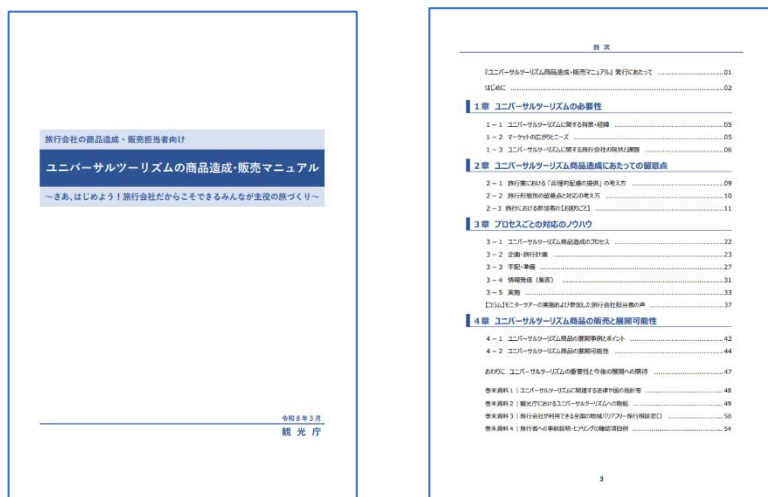 旅行会社の商品造成・販売担当者向け
ユニバーサルツーリズムの商品造成・販売マニュアル
～さあ、はじめよう！旅行会社だからこそできるみんなが主役の旅づくり～
令和８年３月
観光庁
目次
『ユニバーサルツーリズム商品造成・販売マニュアル』発行にあたって ……………………… 01
はじめに ……………………… 02
１章 ユニバーサルツーリズムの必要性
１－１ ユニバーサルツーリズムに関する背景・経緯 ……………………… 05
１－２ マーケットの広がりとニーズ ……………………… 05
１－３ ユニバーサルツーリズムに関する旅行会社の現状と課題 ……………………… 06
２章 ユニバーサルツーリズム商品造成にあたっての留意点
２－１ 旅行業における「合理的配慮の提供」の考え方 ……………………… 09
２－２ 旅行形態別の留意点と対応の考え方 ……………………… 10
２－３ 旅行における参加者の【お困りごと】 ……………………… 11
３章 プロセスごとの対応のノウハウ
３－１ ユニバーサルツーリズム商品造成のプロセス ……………………… 22
３－２ 企画・旅行計画 ……………………… 23
３－３ 手配・準備 ……………………… 27
３－４ 情報発信（集客） ……………………… 31
３－５ 実施 ……………………… 33
【コラム】モニターツアーの実施および参加した旅行会社担当者の声 ……………………… 37
４章 ユニバーサルツーリズム商品の販売と展開可能性
４－１ ユニバーサルツーリズム商品の展開事例とポイント ……………………… 42
４－２ ユニバーサルツーリズム商品の展開可能性 ……………………… 44
おわりに ユニバーサルツーリズムの重要性と今後の展開への期待 ……………………… 47
巻末資料１｜ユニバーサルツーリズムに関連する法律や国の指針等 ……………………… 48
巻末資料２｜観光庁におけるユニバーサルツーリズムへの取組 ……………………… 49
巻末資料３｜旅行会社が利用できる全国の地域バリアフリー旅行相談窓口 ……………………… 50
巻末資料４｜旅行者への事前説明・ヒアリングの確認項目例 ……………………… 54
3